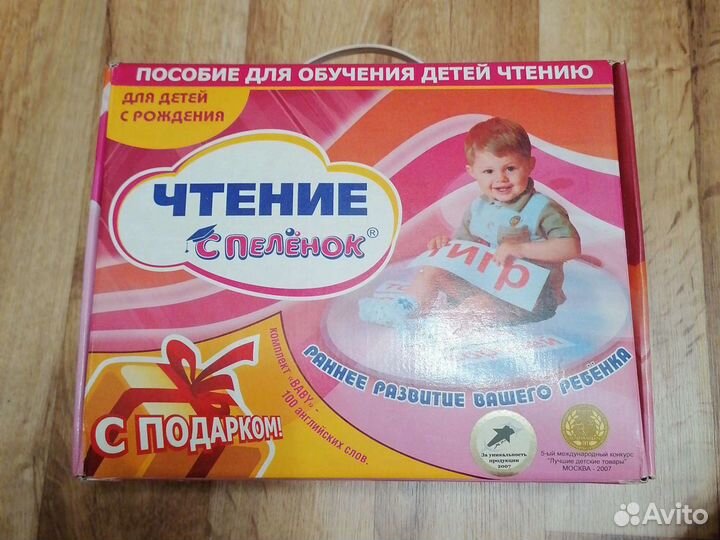 ПОСОБИЕ ДЛЯ ОБУЧЕНИЯ ДЕТЕЙ ЧТЕНИЮ
ДЛЯ ДЕТЕЙ
С РОЖДЕНИЯ
ЧТЕНИЕ
С ПЕЛЁНОК®
тигр
РАННЕЕ РАЗВИТИЕ ВАШЕГО РЕБЁНКА
комплект «BABY» -
100 английских слов.
С ПОДАРКОМ!
За уникальность
продукции
2007
5-ый международный конкурс
"Лучшие детские товары"
МОСКВА - 2007
Avito